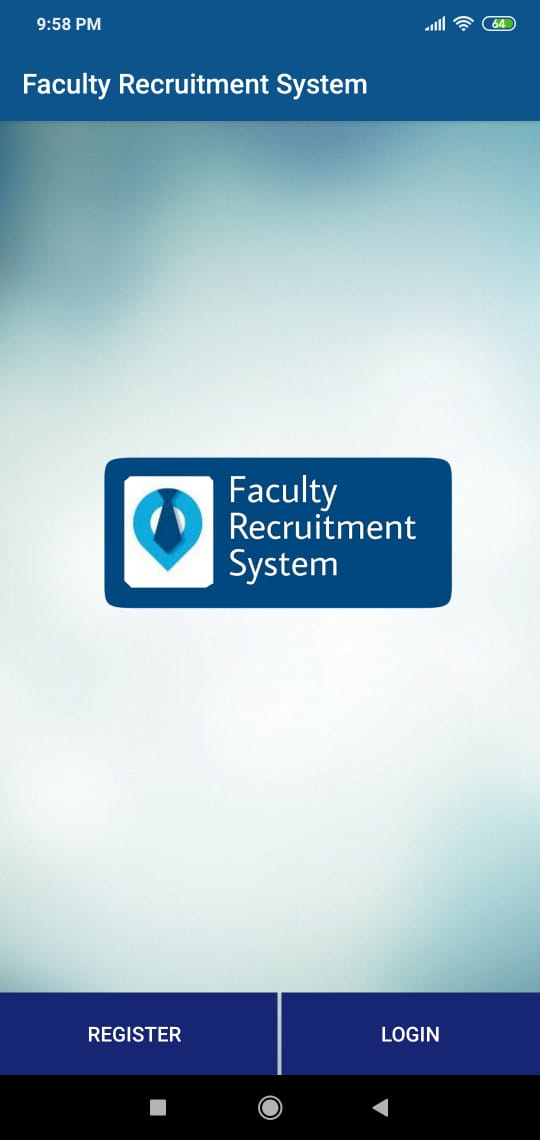 9:58 PM
64
Faculty Recruitment System
Faculty
Recruitment
System
REGISTER
LOGIN